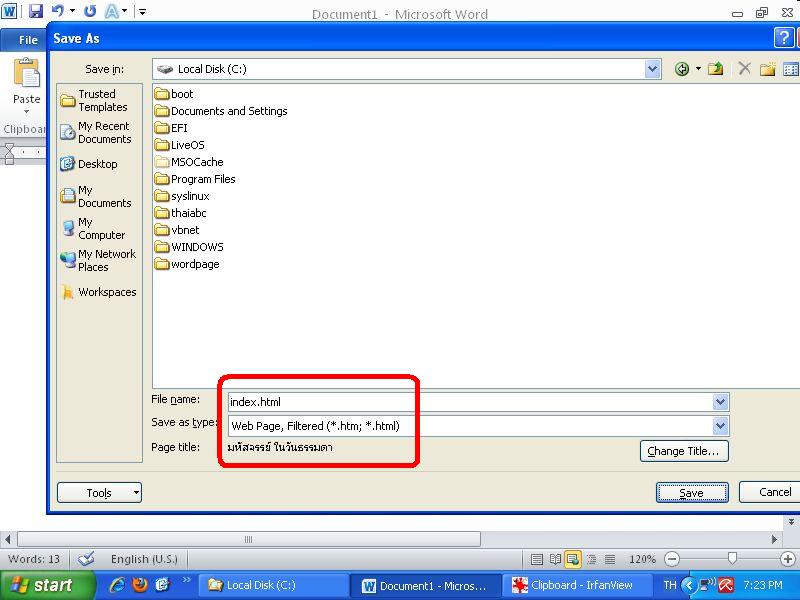 Document1 - Microsoft Word
File
Save As
Save in:
Local Disk (C:)
Paste
Clipboar
Trusted Templates
My Recent Documents
Desktop
My Documents
My Computer
My Network Places
Workspaces
boot
Documents and Settings
EFI
LiveOS
MSOCache
Program Files
syslinux
thaiabc
vbnet
WINDOWS
wordpage
File name:
index.html
Save as type:
Web Page, Filtered (*.htm; *.html)
Page title:
มหัสจรรย์ ในวันธรรมดา
Change Title...
Tools
Save
Cancel
Words: 13
English (U.S.)
120%
start
Local Disk (C:)
Document1 - Micros...
Clipboard - IrfanView
TH
7:23 PM